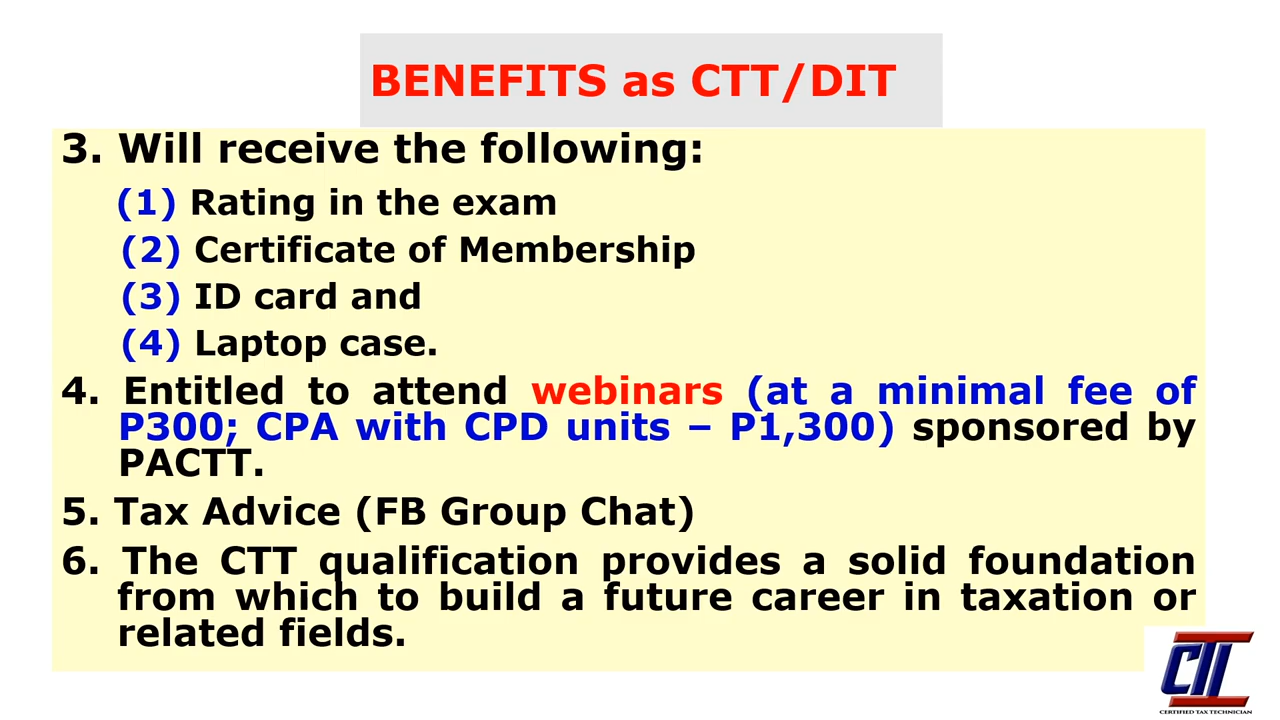 BENEFITS as CTT/DIT
3. Will receive the following:
(1) Rating in the exam
(2) Certificate of Membership
(3) ID card and
(4) Laptop case.
4. Entitled to attend webinars (at a minimal fee of
P300; CPA with CPD units – P1,300) sponsored by
PACTT.
5. Tax Advice (FB Group Chat)
6. The CTT qualification provides a solid foundation
from which to build a future career in taxation or
related fields.
CTT
CERTIFIED TAX TECHNICIAN